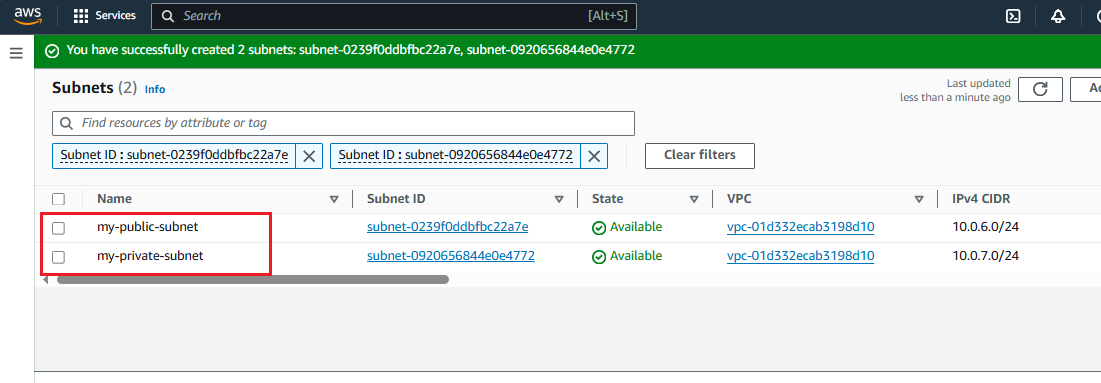 aws Services Search [Alt+S]
You have successfully created 2 subnets: subnet-0239f0ddbfbc22a7e, subnet-0920656844e0e4772
Subnets (2) Info
Last updated
less than a minute ago
Find resources by attribute or tag
Subnet ID : subnet-0239f0ddbfbc22a7e Subnet ID : subnet-0920656844e0e4772 Clear filters
Name Subnet ID State VPC IPv4 CIDR
my-public-subnet subnet-0239f0ddbfbc22a7e Available vpc-01d332ecab3198d10 10.0.6.0/24
my-private-subnet subnet-0920656844e0e4772 Available vpc-01d332ecab3198d10 10.0.7.0/24